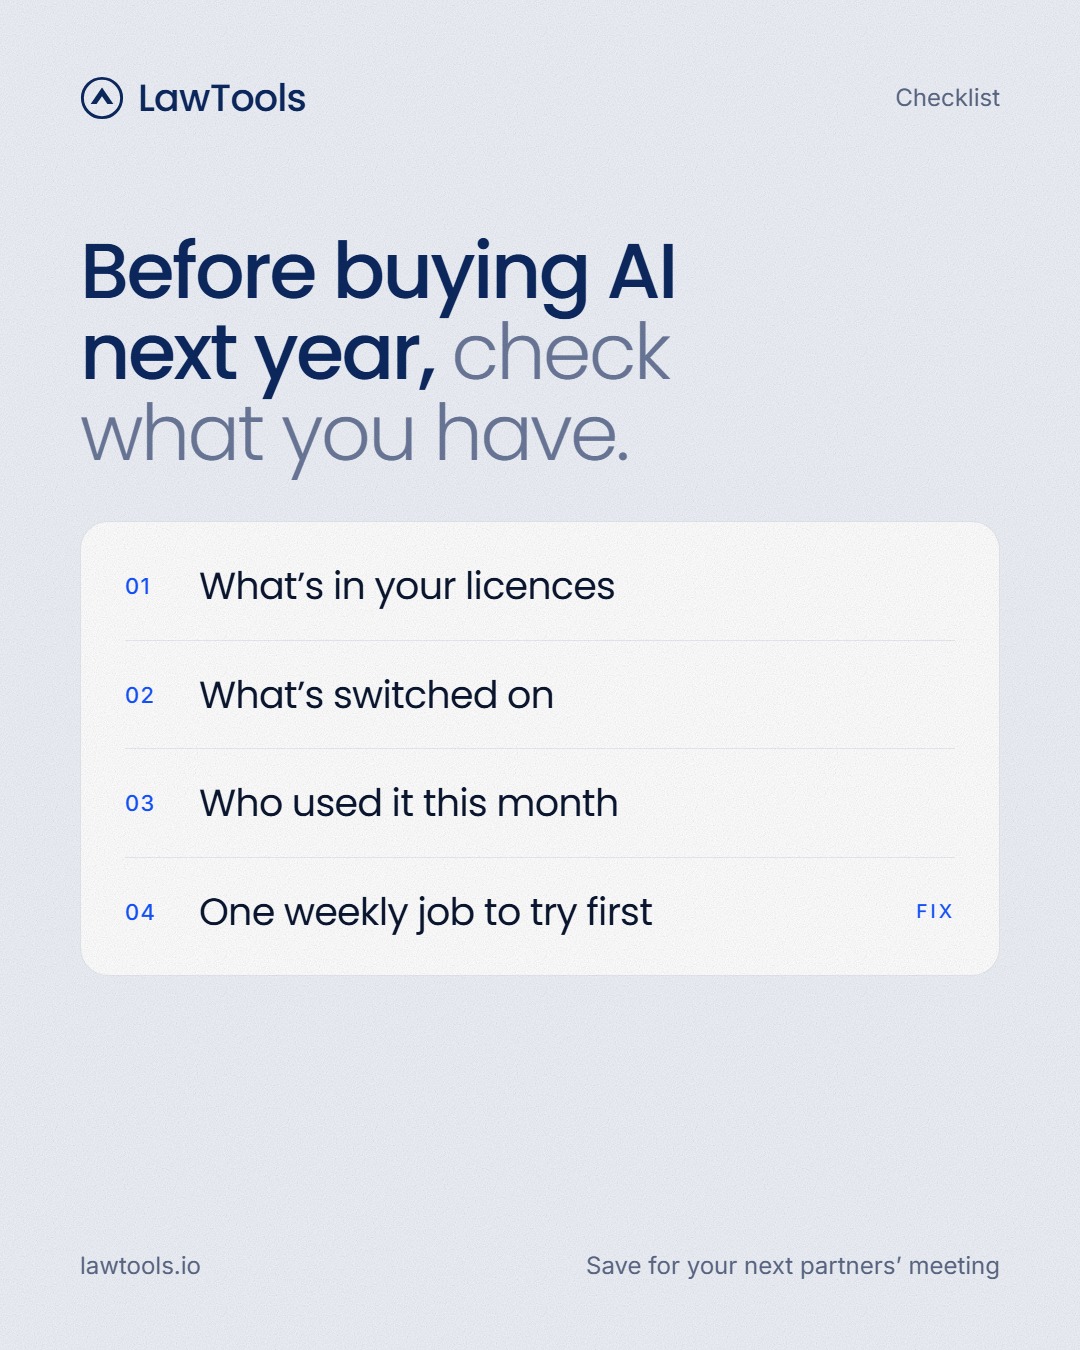 LawTools
Checklist
Before buying AI
next year, check
what you have.
01 What’s in your licences
02 What’s switched on
03 Who used it this month
04 One weekly job to try first FIX
lawtools.io
Save for your next partners’ meeting